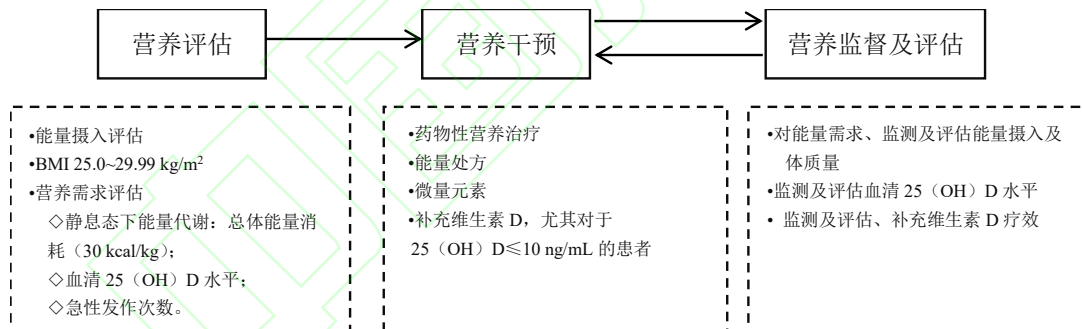 营养评估
营养干预
营养监督及评估
•能量摄入评估
•BMI 25.0~29.99 kg/m²
•营养需求评估
◇静息态下能量代谢：总体能量消
耗（30 kcal/kg）；
◇血清 25（OH）D 水平；
◇急性发作次数。
•药物性营养治疗
•能量处方
•微量元素
•补充维生素 D，尤其对于
25（OH）D≤10 ng/mL 的患者
•对能量需求、监测及评估能量摄入及
体质量
•监测及评估血清 25（OH）D 水平
• 监测及评估、补充维生素 D 疗效